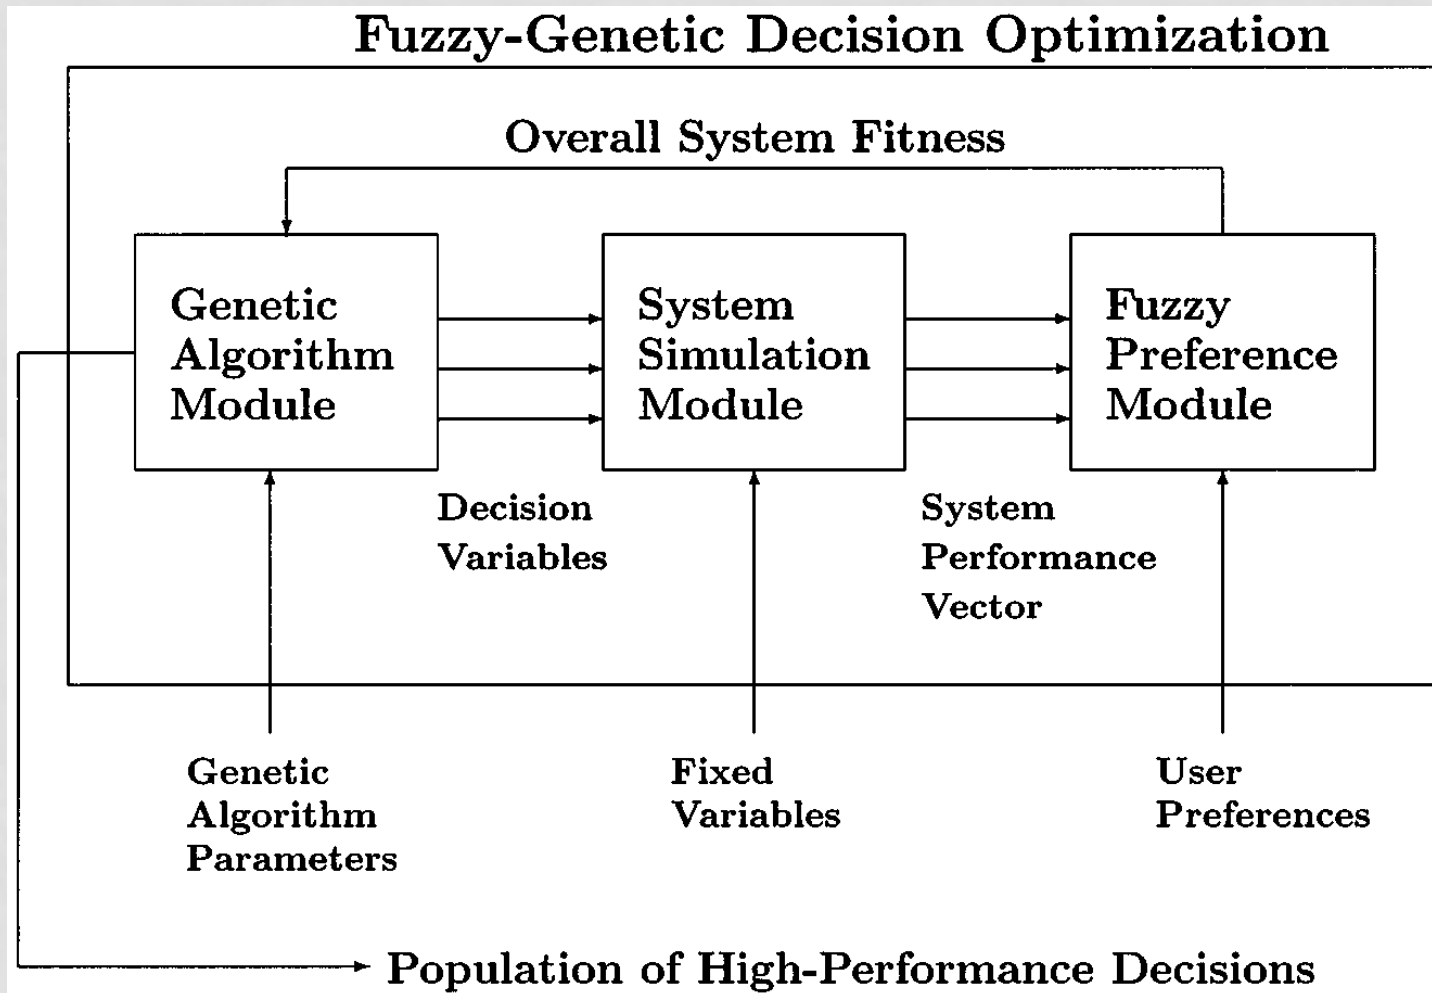 Fuzzy-Genetic Decision Optimization
Overall System Fitness
Genetic
Algorithm
Module
System
Simulation
Module
Fuzzy
Preference
Module
Decision
Variables
System
Performance
Vector
Genetic
Algorithm
Parameters
Fixed
Variables
User
Preferences
Population of High-Performance Decisions